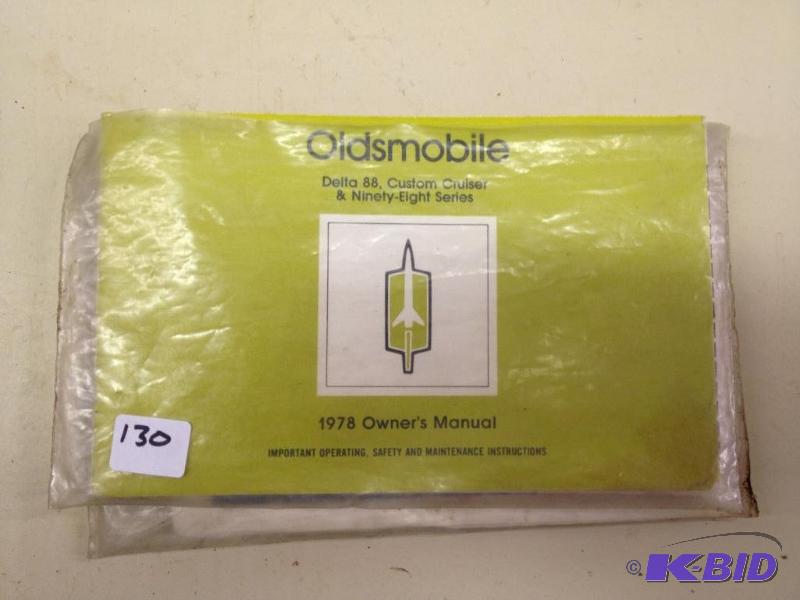 Oldsmobile
Delta 88, Custom Cruiser
& Ninety-Eight Series
1978 Owner's Manual
IMPORTANT OPERATING, SAFETY AND MAINTENANCE INSTRUCTIONS
130
© K-BID